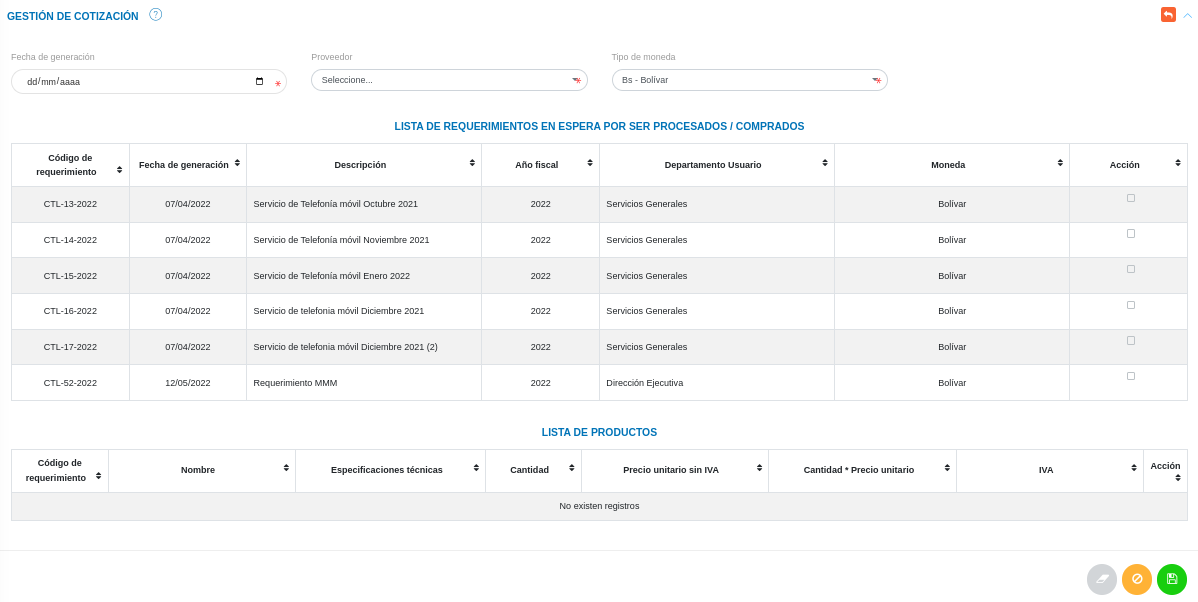 GESTIÓN DE COTIZACIÓN ?
Fecha de generación Proveedor Tipo de moneda
dd/mm/aaaa Seleccione... Bs - Bolívar
LISTA DE REQUERIMIENTOS EN ESPERA POR SER PROCESADOS / COMPRADOS
Código de requerimiento Fecha de generación Descripción Año fiscal Departamento Usuario Moneda Acción
CTL-13-2022 07/04/2022 Servicio de Telefonía móvil Octubre 2021 2022 Servicios Generales Bolívar
CTL-14-2022 07/04/2022 Servicio de Telefonía móvil Noviembre 2021 2022 Servicios Generales Bolívar
CTL-15-2022 07/04/2022 Servicio de Telefonía móvil Enero 2022 2022 Servicios Generales Bolívar
CTL-16-2022 07/04/2022 Servicio de telefonia móvil Diciembre 2021 2022 Servicios Generales Bolívar
CTL-17-2022 07/04/2022 Servicio de telefonia móvil Diciembre 2021 (2) 2022 Servicios Generales Bolívar
CTL-52-2022 12/05/2022 Requerimiento MMM 2022 Dirección Ejecutiva Bolívar
LISTA DE PRODUCTOS
Código de requerimiento Nombre Especificaciones técnicas Cantidad Precio unitario sin IVA Cantidad * Precio unitario IVA Acción
No existen registros